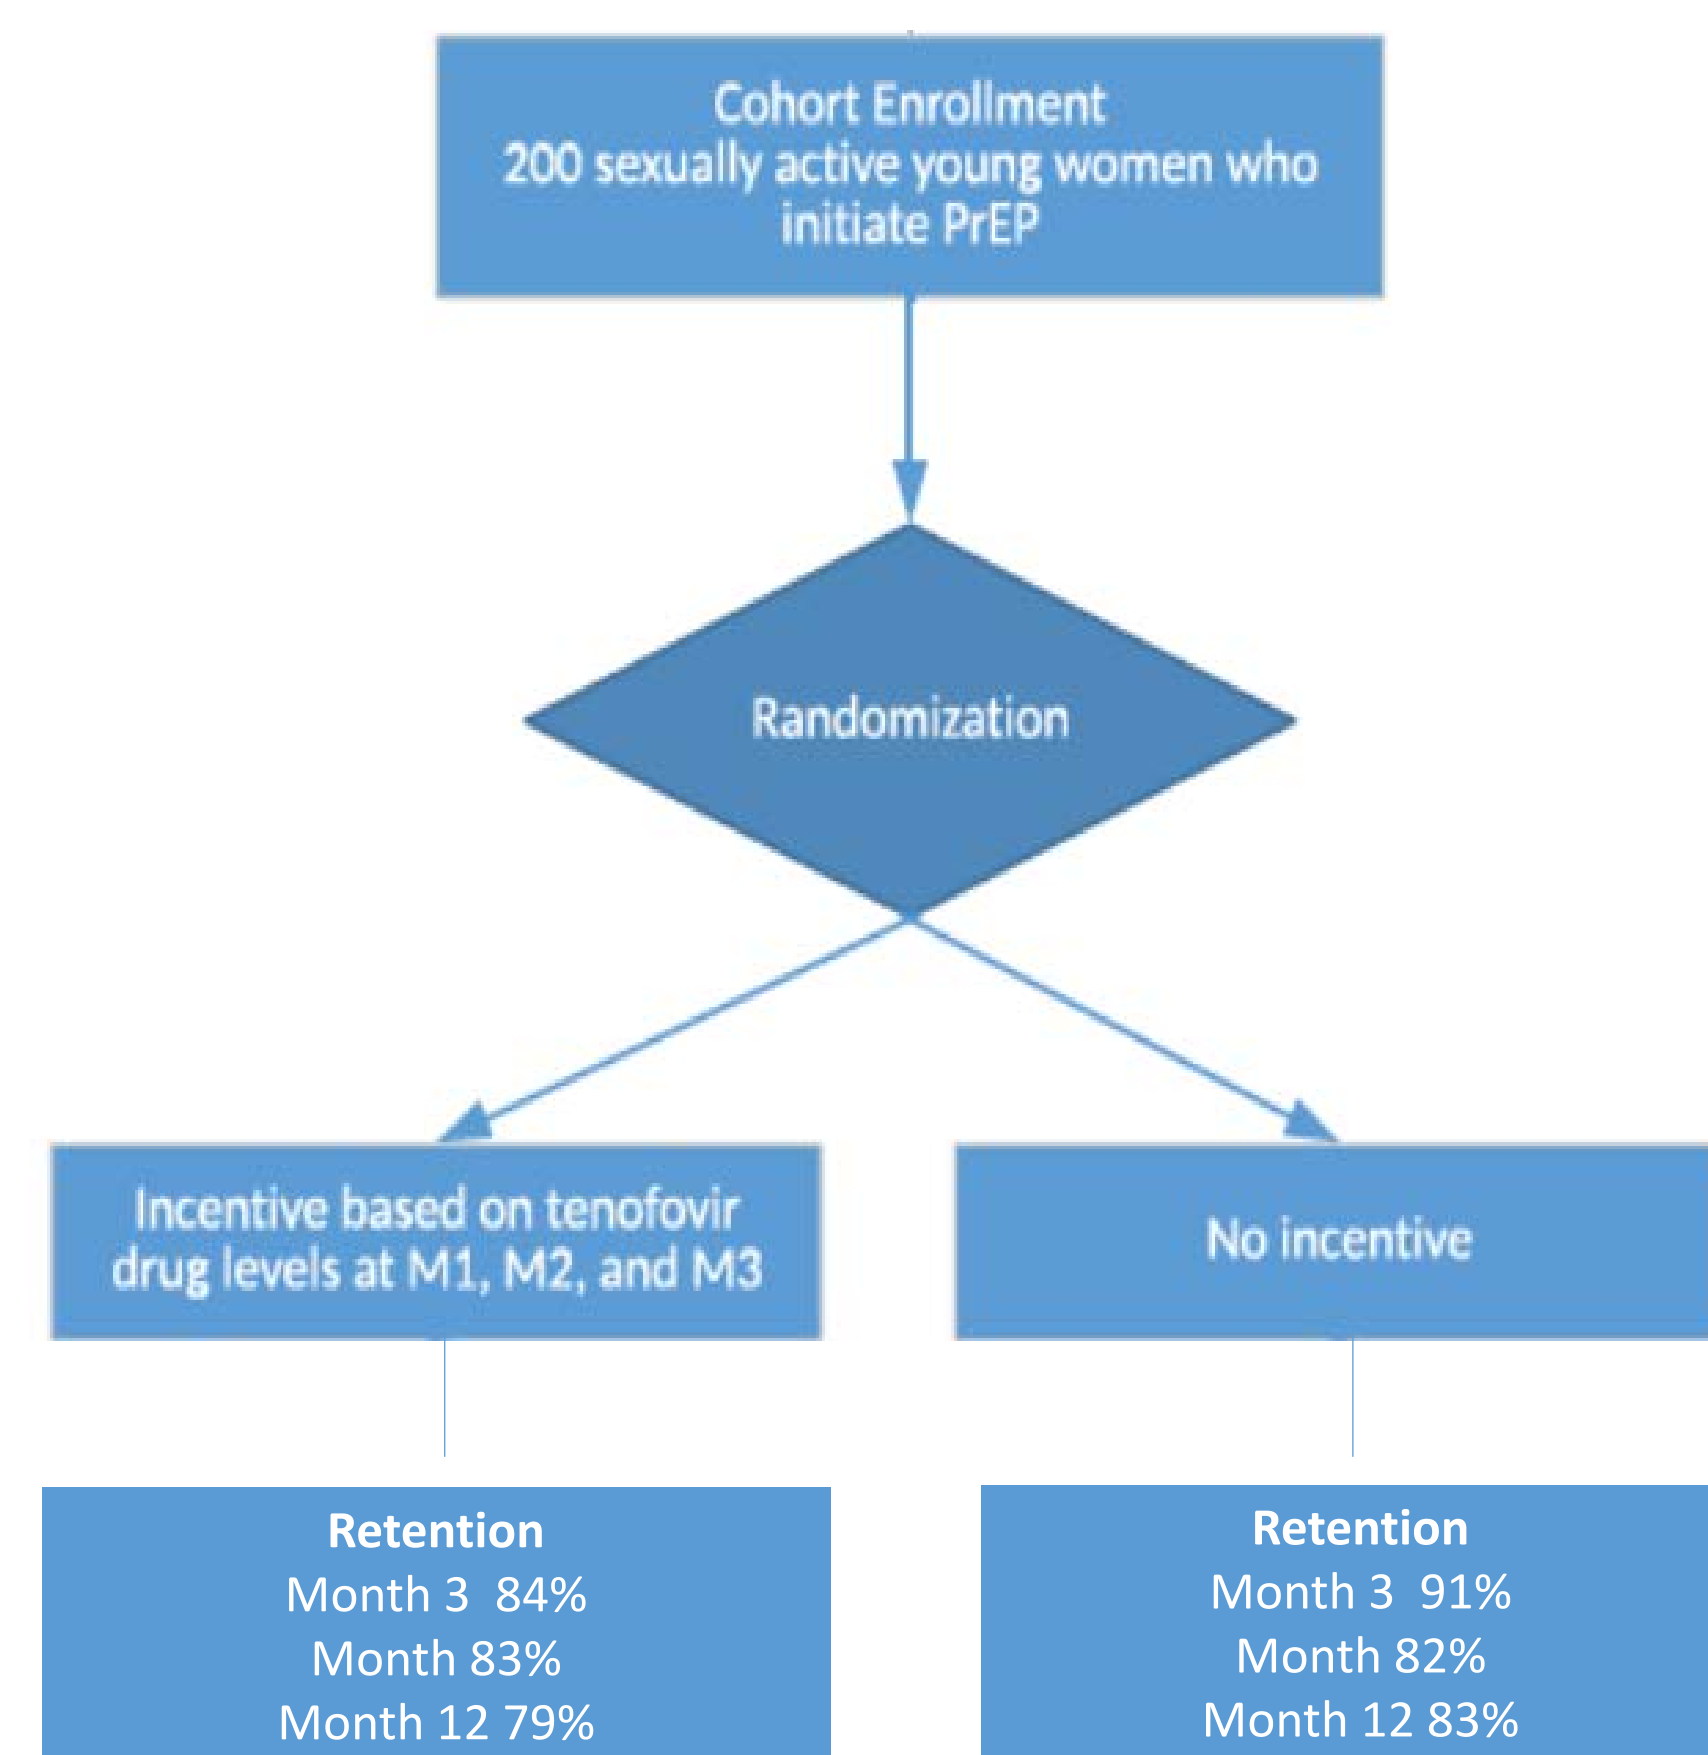 Cohort Enrollment
200 sexually active young women who
initiate PrEP
Randomization
Incentive based on tenofovir
drug levels at M1, M2, and M3
No incentive
Retention
Month 3  84%
Month 83%
Month 12 79%
Retention
Month 3  91%
Month 82%
Month 12 83%